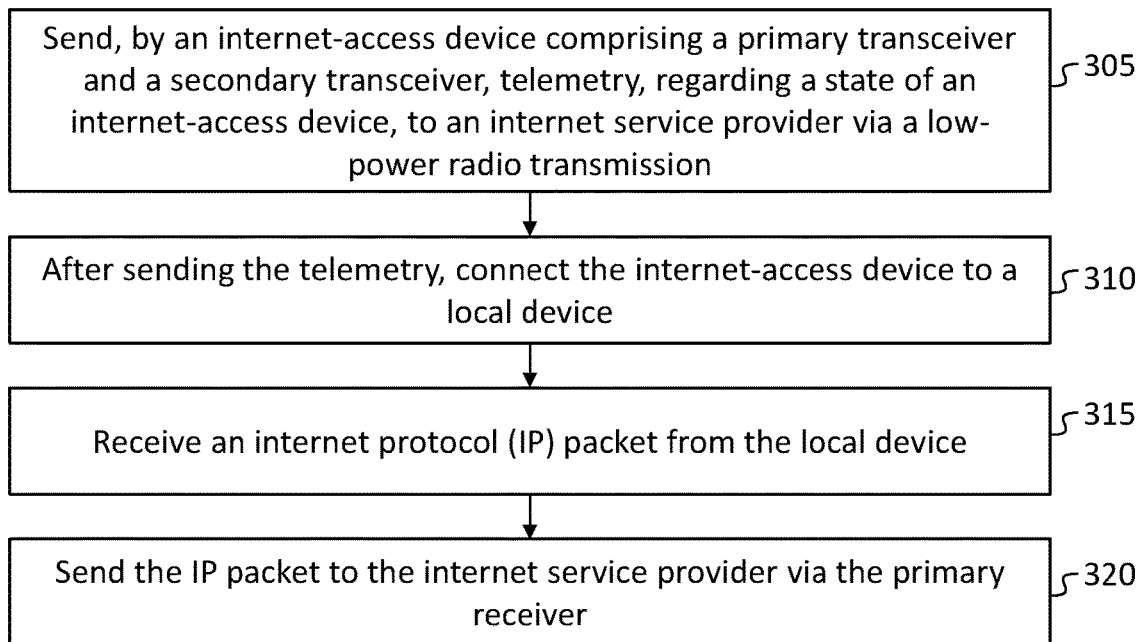 Send, by an internet-access device comprising a primary transceiver
and a secondary transceiver, telemetry, regarding a state of an
internet-access device, to an internet service provider via a low-
power radio transmission
305
After sending the telemetry, connect the internet-access device to a
local device
310
Receive an internet protocol (IP) packet from the local device
315
Send the IP packet to the internet service provider via the primary
receiver
320